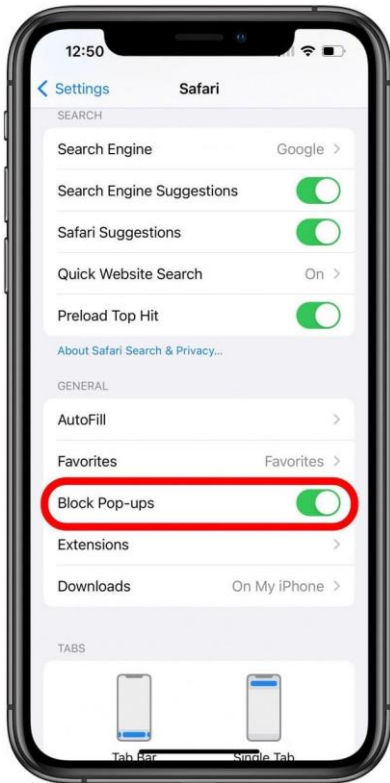 12:50
Settings
Safari
SEARCH
Search Engine
Google
Search Engine Suggestions
Safari Suggestions
Quick Website Search
On
Preload Top Hit
About Safari Search & Privacy...
GENERAL
AutoFill
Favorites
Favorites
Block Pop-ups
Extensions
Downloads
On My iPhone
TABS
Tab Bar
Single Tab